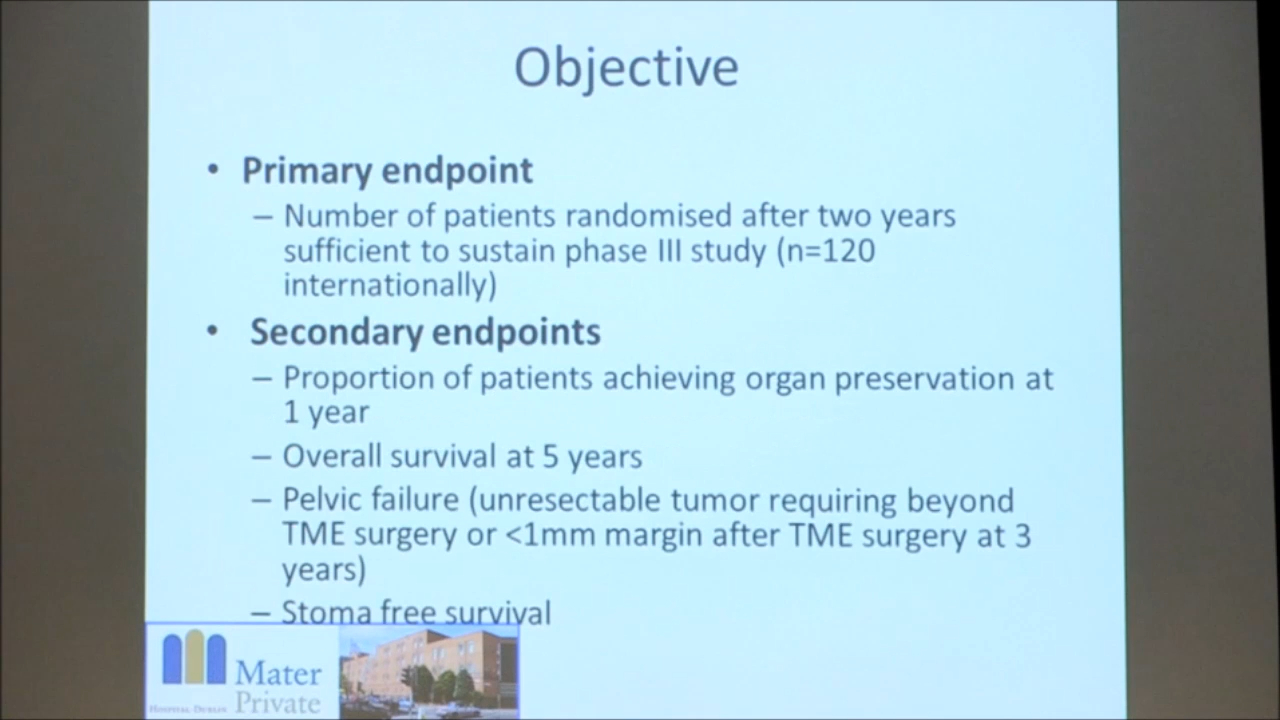 Objective
• Primary endpoint
– Number of patients randomised after two years
sufficient to sustain phase III study (n=120
internationally)
• Secondary endpoints
– Proportion of patients achieving organ preservation at
1 year
– Overall survival at 5 years
– Pelvic failure (unresectable tumor requiring beyond
TME surgery or <1mm margin after TME surgery at 3
years)
– Stoma free survival
Mater
Private
Hospital Dublin